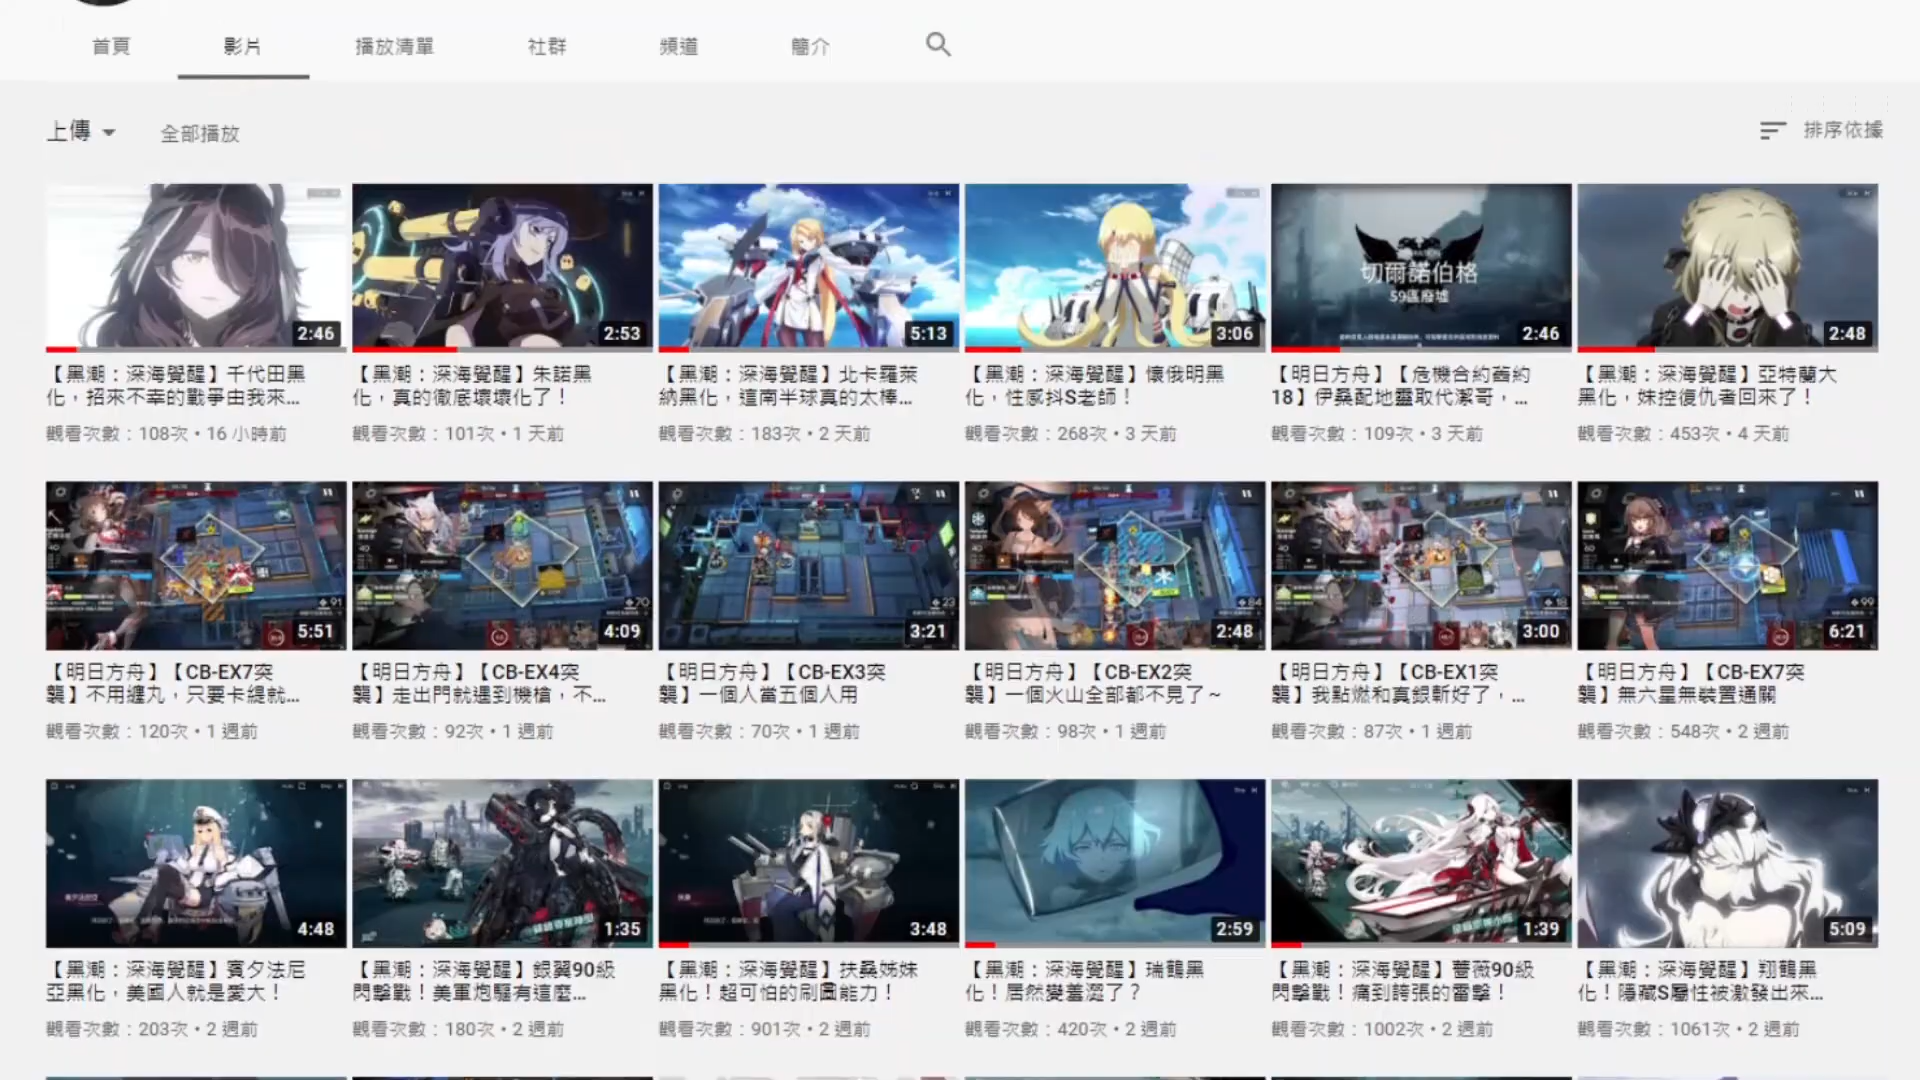 首頁
影片
播放清單
社群
頻道
簡介
上傳
全部播放
排序依據
切爾諾伯格
59區廢墟
2:46
2:53
5:13
3:06
2:46
2:48
【黑潮：深海覺醒】千代田黑
化，招來不幸的戰爭由我來...
觀看次數：108次・16 小時前
【黑潮：深海覺醒】朱諾黑
化，真的徹底壞壞化了！
觀看次數：101次・1 天前
【黑潮：深海覺醒】北卡羅萊
納黑化，這南半球真的太棒...
觀看次數：183次・2 天前
【黑潮：深海覺醒】懷俄明黑
化，性感抖S老師！
觀看次數：268次・3 天前
【明日方舟】【危機合約舊約
18】伊桑配地靈取代潔哥，...
觀看次數：109次・3 天前
【黑潮：深海覺醒】亞特蘭大
黑化，妹控復仇者回來了！
觀看次數：453次・4 天前
5:51
4:09
3:21
2:48
3:00
6:21
【明日方舟】【CB-EX7突
襲】不用纏丸，只要卡緹就...
觀看次數：120次・1 週前
【明日方舟】【CB-EX4突
襲】走出門就遇到機槍，不...
觀看次數：92次・1 週前
【明日方舟】【CB-EX3突
襲】一個人當五個人用
觀看次數：70次・1 週前
【明日方舟】【CB-EX2突
襲】一個火山全部都不見了～
觀看次數：98次・1 週前
【明日方舟】【CB-EX1突
襲】我點燃和真銀斬好了，...
觀看次數：87次・1 週前
【明日方舟】【CB-EX7突
襲】無六星無裝置通關
觀看次數：548次・2 週前
4:48
1:35
3:48
2:59
1:39
5:09
【黑潮：深海覺醒】賓夕法尼
亞黑化，美國人就是愛大！
觀看次數：203次・2 週前
【黑潮：深海覺醒】銀翼90級
閃擊戰！美軍炮驅有這麼...
觀看次數：180次・2 週前
【黑潮：深海覺醒】扶桑姊妹
黑化！超可怕的刷圖能力！
觀看次數：901次・2 週前
【黑潮：深海覺醒】瑞鶴黑
化！居然變羞澀了？
觀看次數：420次・2 週前
【黑潮：深海覺醒】薔薇90級
閃擊戰！痛到誇張的雷擊！
觀看次數：1002次・2 週前
【黑潮：深海覺醒】翔鶴黑
化！隱藏S屬性被激發出來...
觀看次數：1061次・2 週前